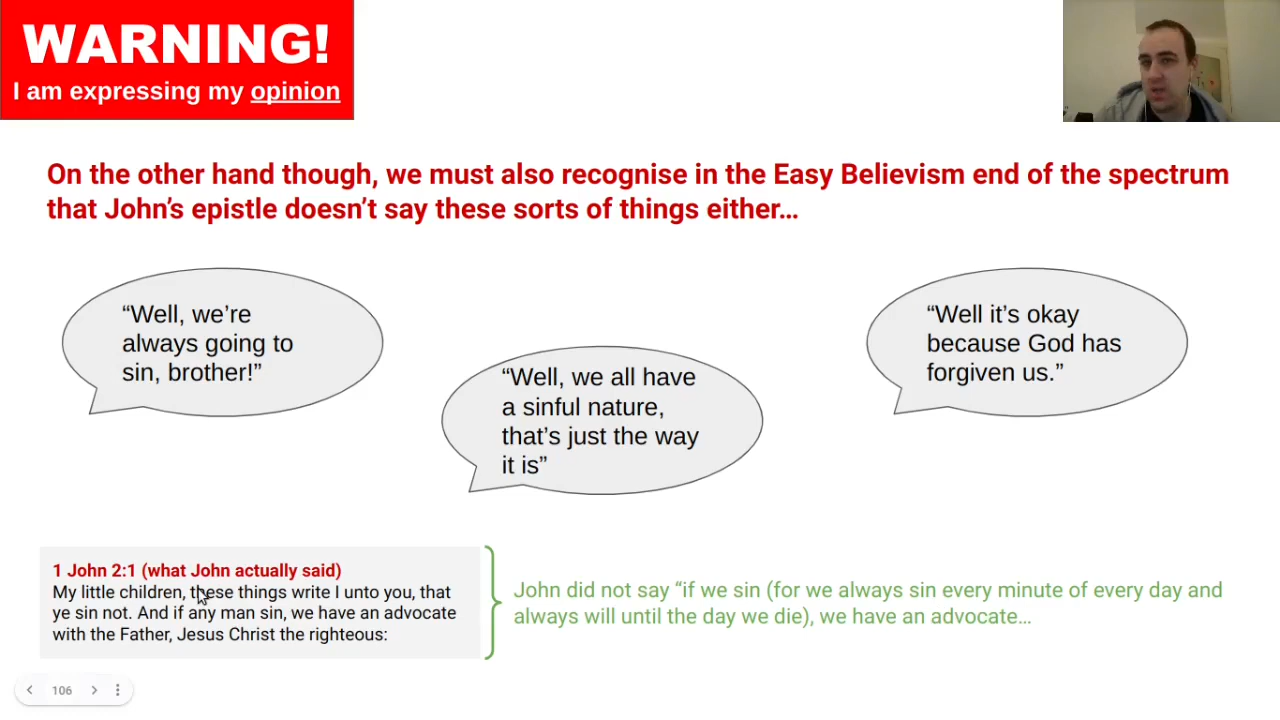 WARNING!
I am expressing my opinion
On the other hand though, we must also recognise in the Easy Believism end of the spectrum
that John’s epistle doesn’t say these sorts of things either…
“Well, we’re
always going to
sin, brother!”
“Well, we all have
a sinful nature,
that’s just the way
it is”
“Well it’s okay
because God has
forgiven us.”
1 John 2:1 (what John actually said)
My little children, these things write I unto you, that
ye sin not. And if any man sin, we have an advocate
with the Father, Jesus Christ the righteous:
John did not say “if we sin (for we always sin every minute of every day and
always will until the day we die), we have an advocate…
106